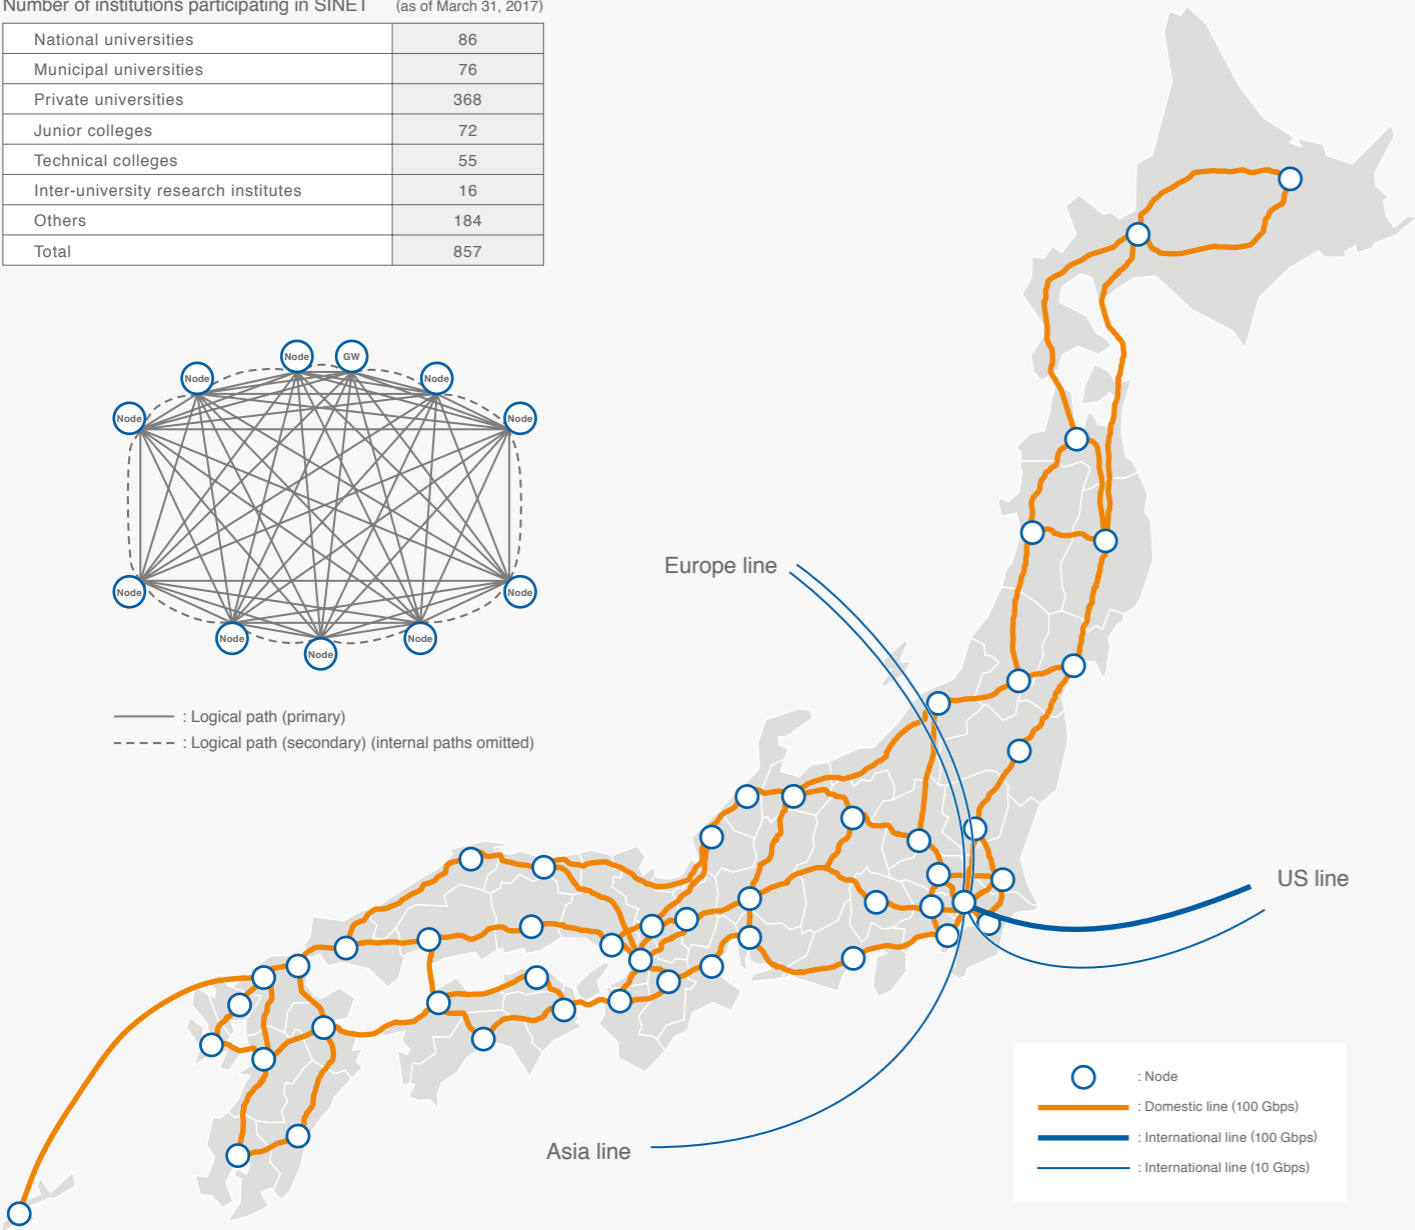 Number of institutions participating in SINET (as of March 31, 2017)
National universities 86
Municipal universities 76
Private universities 368
Junior colleges 72
Technical colleges 55
Inter-university research institutes 16
Others 184
Total 857
Node
GW
Node
Node
Node
Node
Node
Node
Node
Node
Node
: Logical path (primary)
: Logical path (secondary) (internal paths omitted)
Europe line
US line
Asia line
: Node
: Domestic line (100 Gbps)
: International line (100 Gbps)
: International line (10 Gbps)